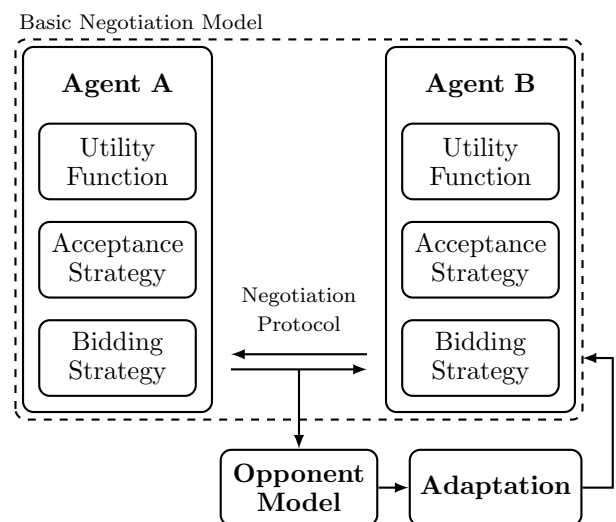 Basic Negotiation Model
Agent A
Utility
Function
Acceptance
Strategy
Bidding
Strategy
Negotiation
Protocol
Agent B
Utility
Function
Acceptance
Strategy
Bidding
Strategy
Opponent
Model
Adaptation